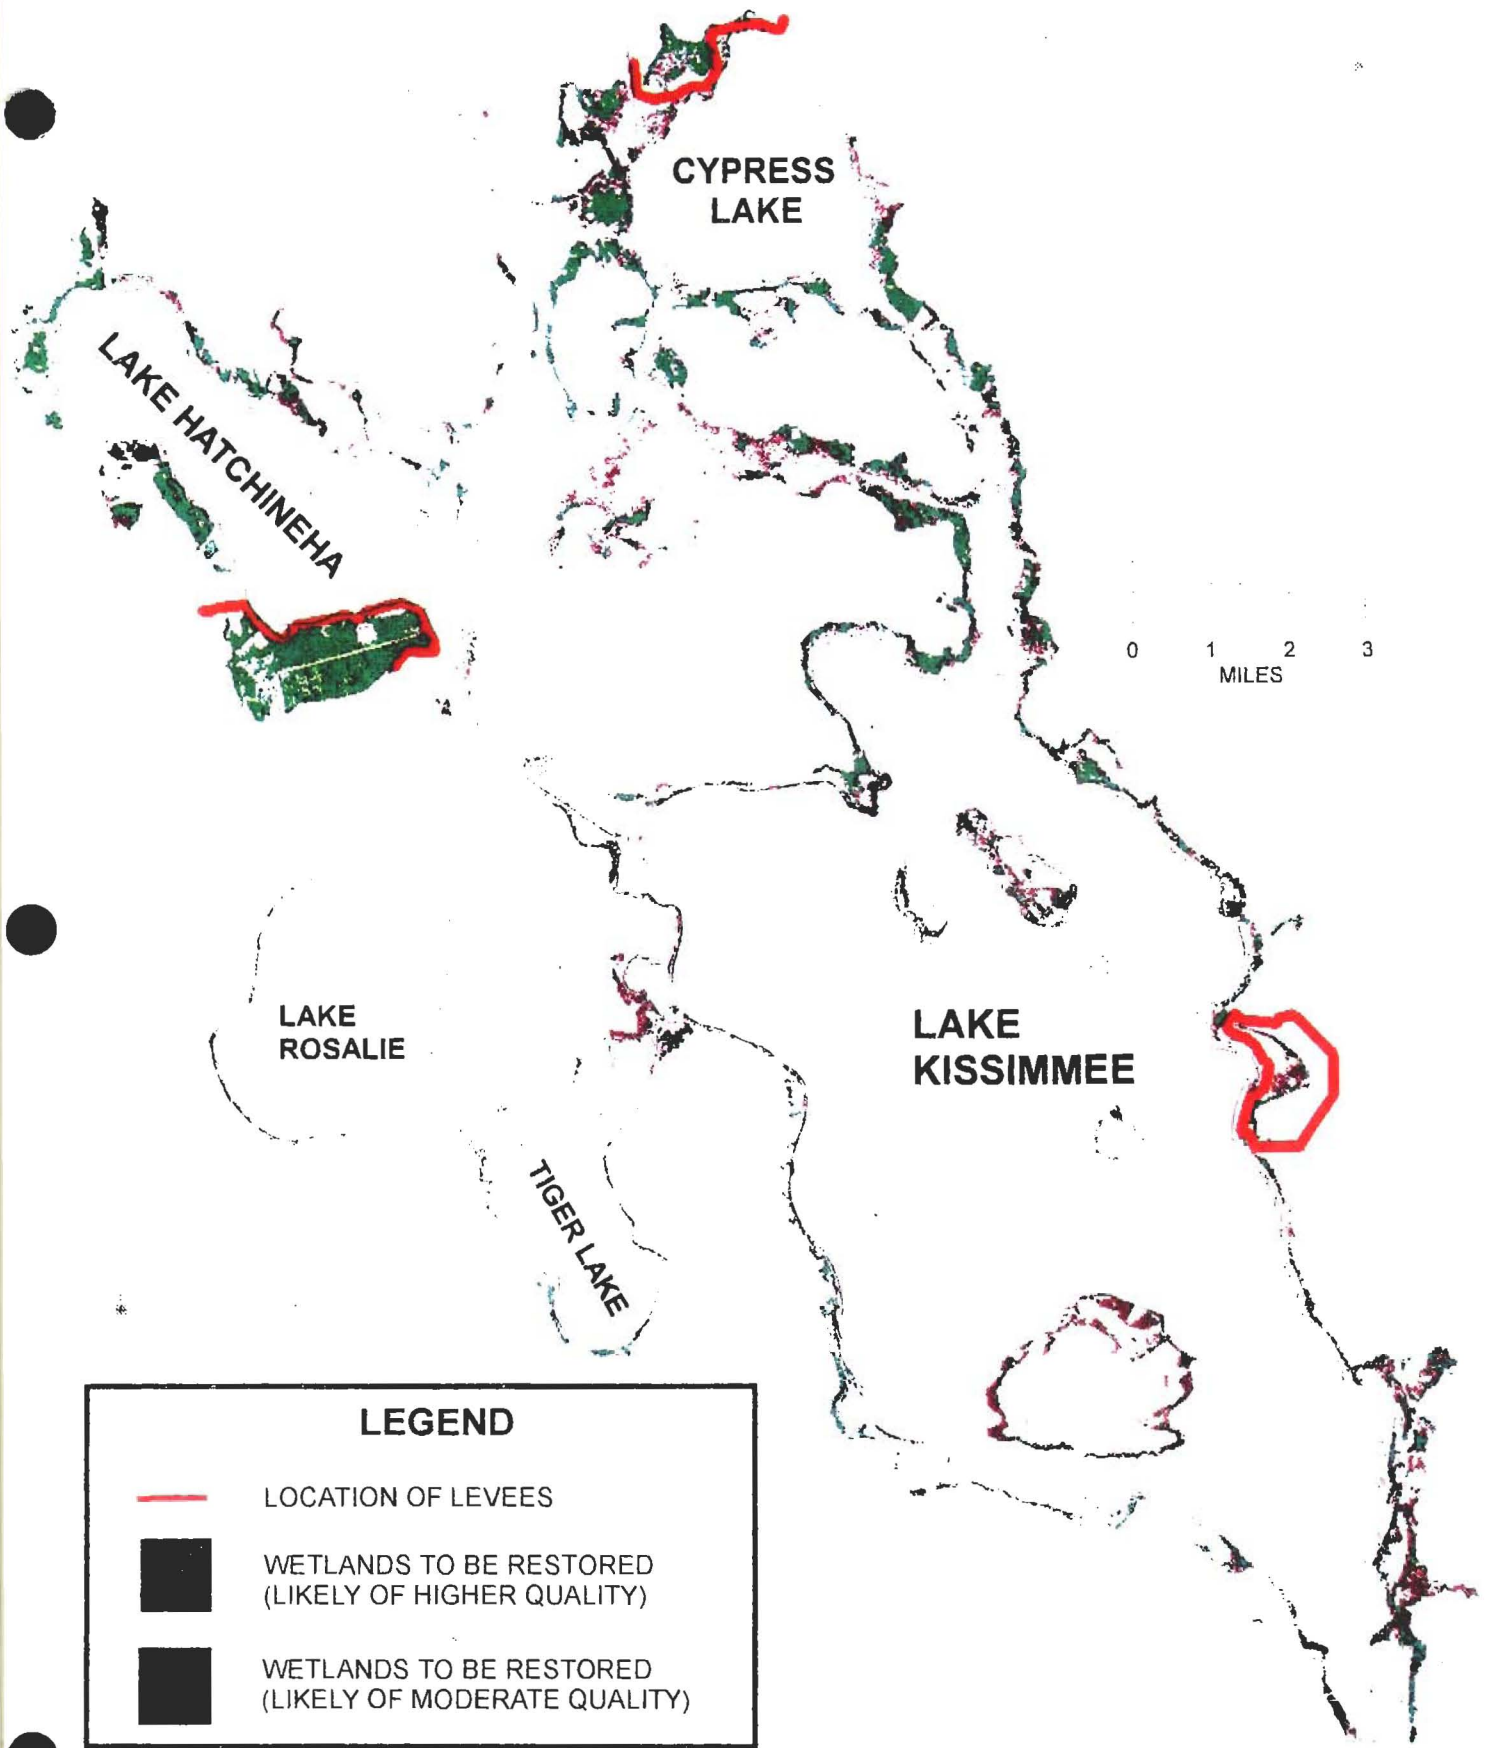 CYPRESS
LAKE
LAKE HATCHINEHA
0 1 2 3
MILES
LAKE
ROSALIE
LAKE
KISSIMMEE
TIGER LAKE
LEGEND
LOCATION OF LEVEES
WETLANDS TO BE RESTORED
(LIKELY OF HIGHER QUALITY)
WETLANDS TO BE RESTORED
(LIKELY OF MODERATE QUALITY)